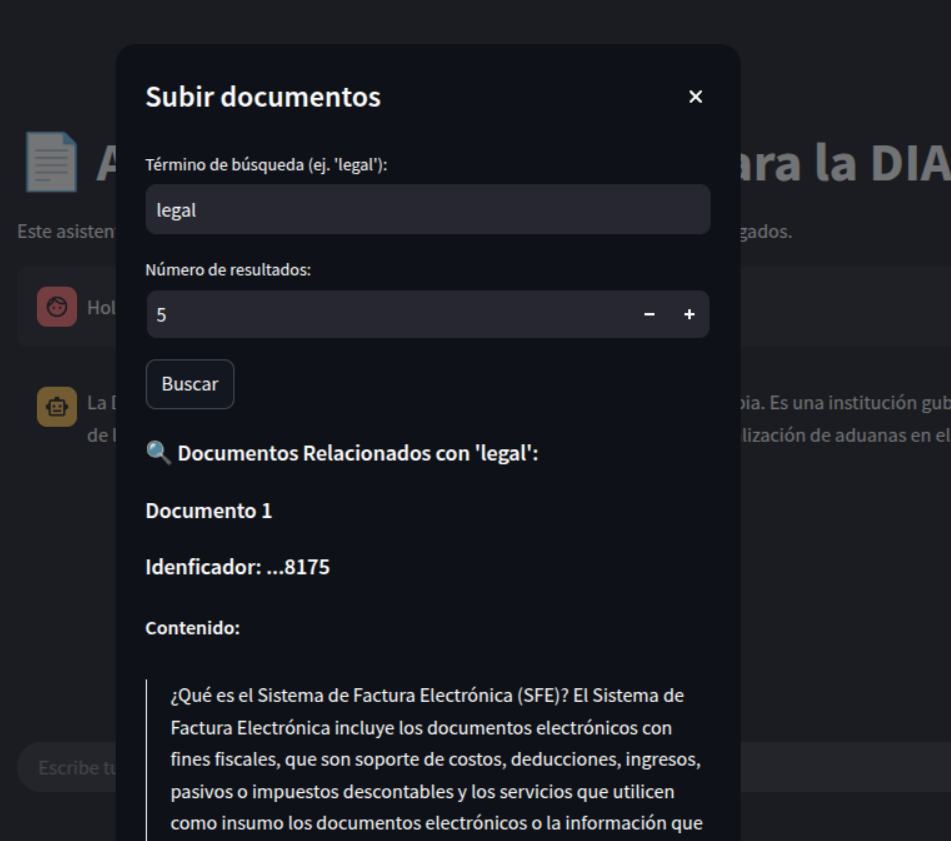 Subir documentos
×
ara la DIA
Término de búsqueda (ej. 'legal'):
legal
Este asisten
gados.
Número de resultados:
5
− +
Hol
Buscar
La D
bia. Es una institución gub
de l
lización de aduanas en el
Documentos Relacionados con 'legal':
Documento 1
Idenficador: ...8175
Contenido:
¿Qué es el Sistema de Factura Electrónica (SFE)? El Sistema de
Factura Electrónica incluye los documentos electrónicos con
fines fiscales, que son soporte de costos, deducciones, ingresos,
Escribe tu
pasivos o impuestos descontables y los servicios que utilicen
como insumo los documentos electrónicos o la información que